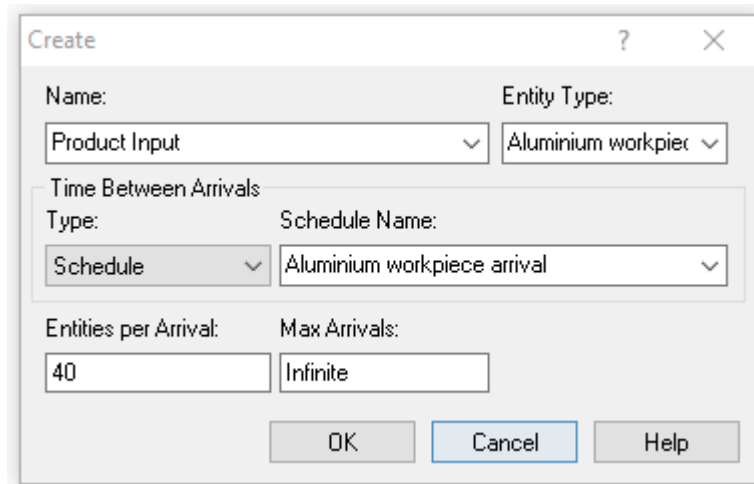 Create ?
Name: Entity Type:
Product Input Aluminium workpiec
Time Between Arrivals
Type: Schedule Name:
Schedule Aluminium workpiece arrival
Entities per Arrival: Max Arrivals:
40 Infinite
OK Cancel Help